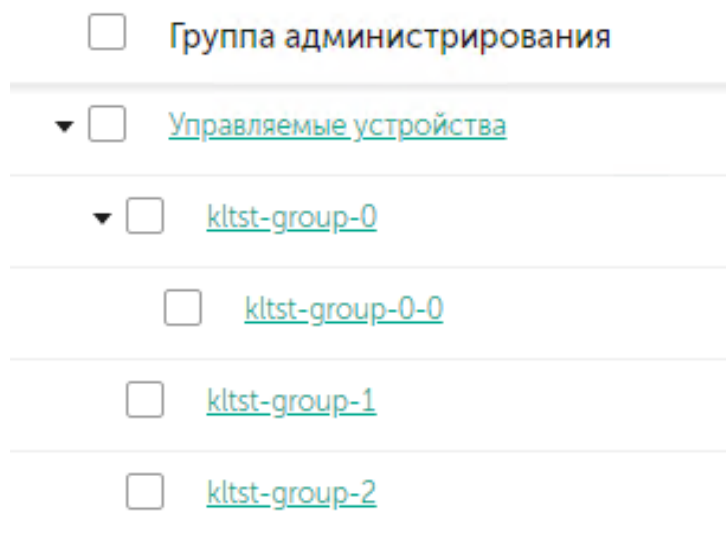 Группа администрирования
Управляемые устройства
kltst-group-0
kltst-group-0-0
kltst-group-1
kltst-group-2